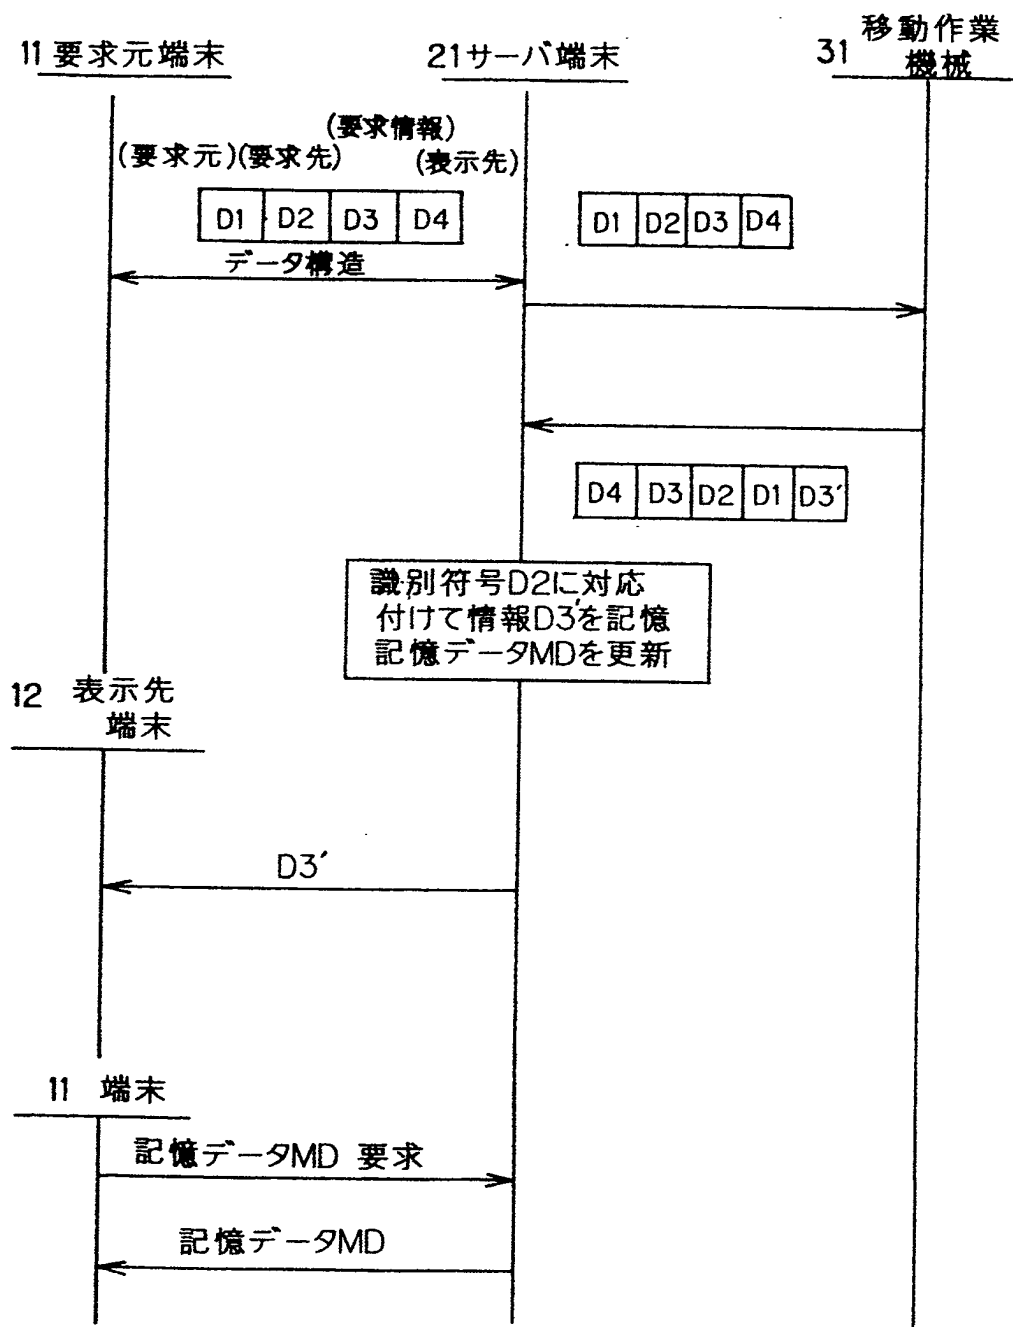 11 要求元端末
21サーバ端末
31 移動作業
機械
(要求情報)
(要求元)(要求先)
(表示先)
D1 D2 D3 D4
D1 D2 D3 D4
データ構造
D4 D3 D2 D1 D3′
識別符号D2に対応
付けて情報D3′を記憶
記憶データMDを更新
12 表示先
端末
D3′
11 端末
記憶データMD 要求
記憶データMD